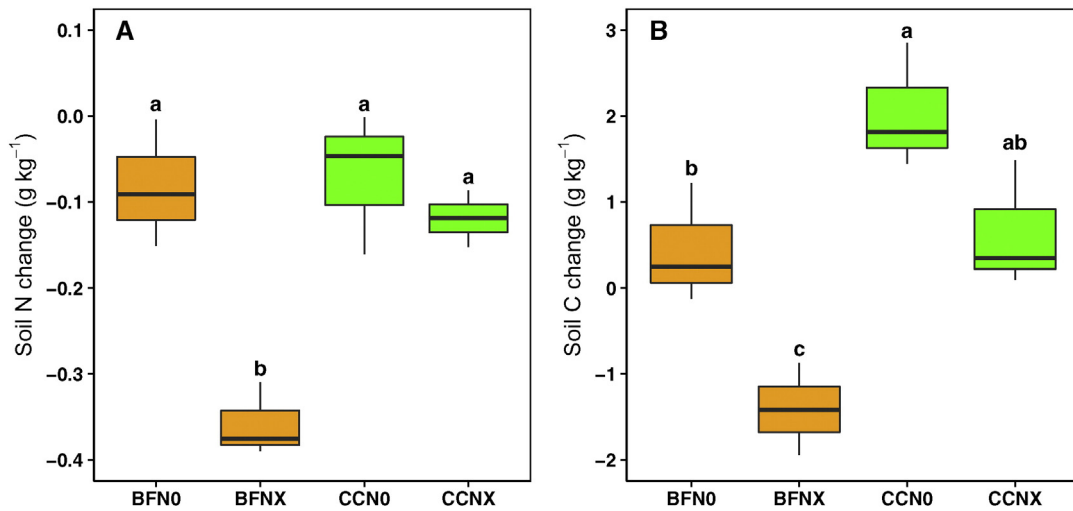 A
Soil N change (g kg⁻¹)
0.1
0.0
−0.1
−0.2
−0.3
−0.4
a
b
a
a
BFN0 BFNX CCN0 CCNX
B
Soil C change (g kg⁻¹)
3
2
1
0
−1
−2
b
c
a
ab
BFN0 BFNX CCN0 CCNX